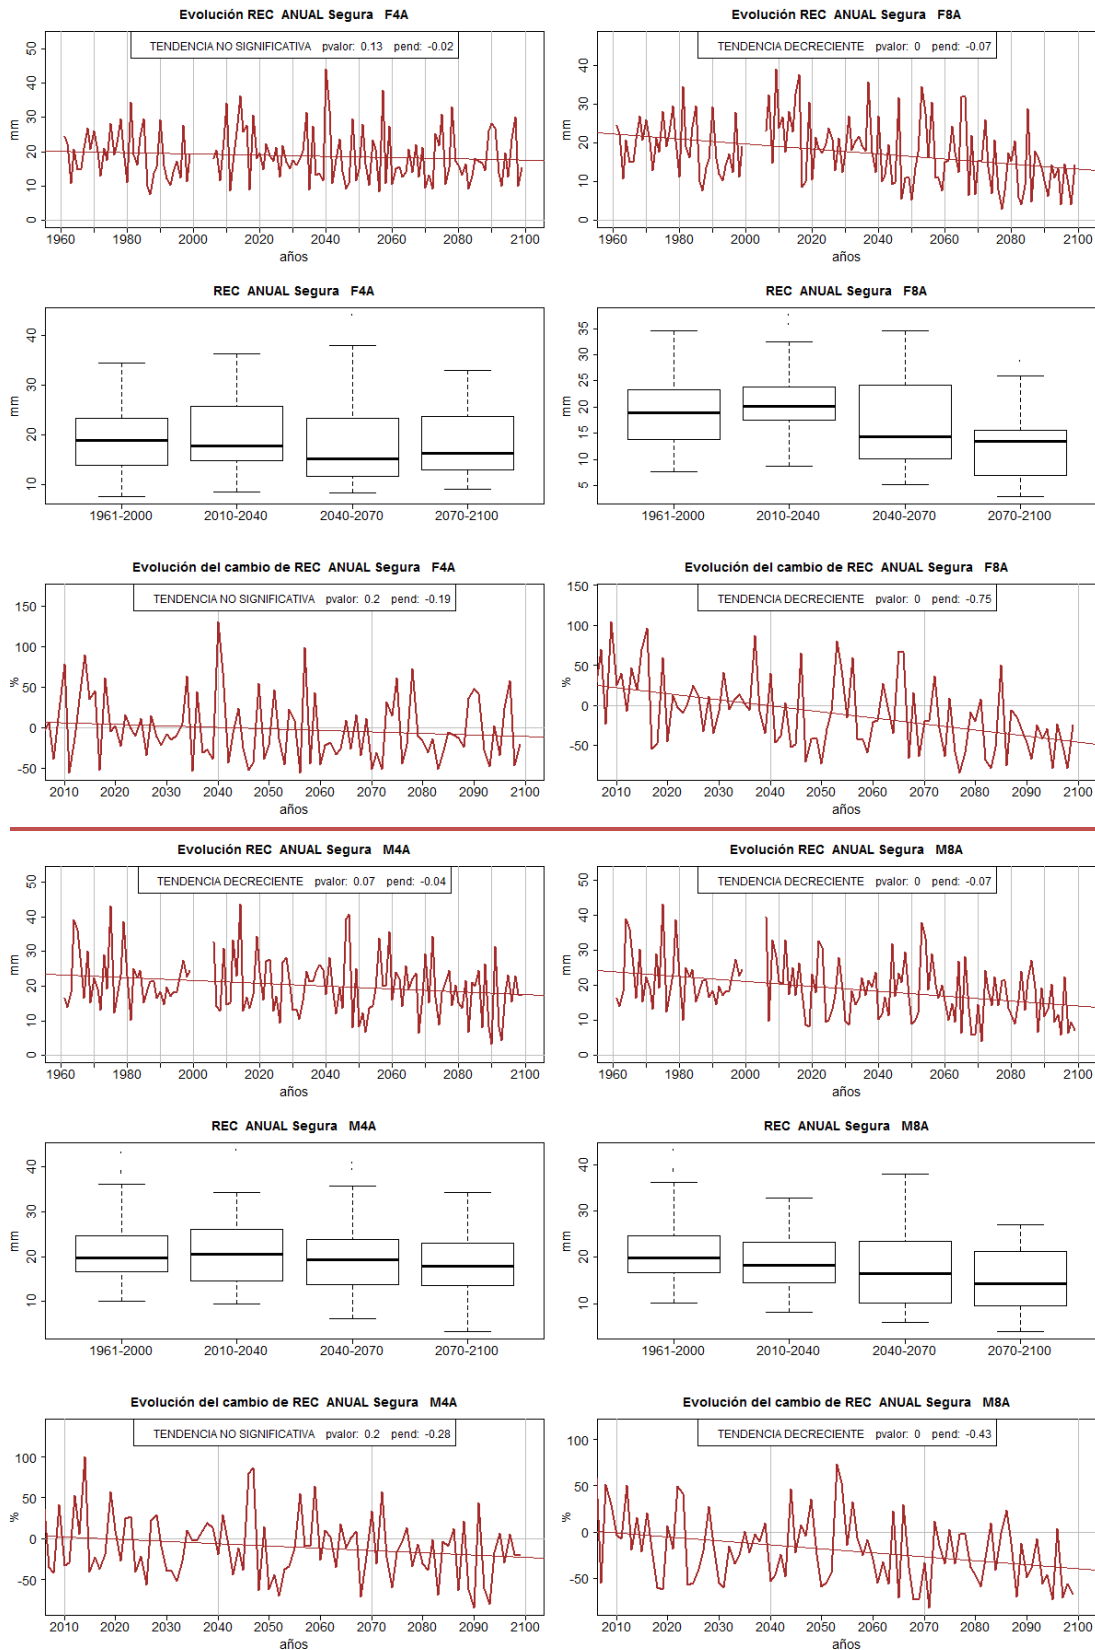 Evolución REC ANUAL Segura F4A
TENDENCIA NO SIGNIFICATIVA pvalor: 0.13 pend: -0.02
mm
0 10 20 30 40 50
1960 1980 2000 2020 2040 2060 2080 2100
años
Evolución REC ANUAL Segura F8A
TENDENCIA DECRECIENTE pvalor: 0 pend: -0.07
mm
0 10 20 30 40
1960 1980 2000 2020 2040 2060 2080 2100
años
REC ANUAL Segura F4A
mm
10 20 30 40
1961-2000 2010-2040 2040-2070 2070-2100
REC ANUAL Segura F8A
mm
5 10 15 20 25 30 35
1961-2000 2010-2040 2040-2070 2070-2100
Evolución del cambio de REC ANUAL Segura F4A
TENDENCIA NO SIGNIFICATIVA pvalor: 0.2 pend: -0.19
%
-50 0 50 100 150
2010 2020 2030 2040 2050 2060 2070 2080 2090 2100
años
Evolución del cambio de REC ANUAL Segura F8A
TENDENCIA DECRECIENTE pvalor: 0 pend: -0.75
%
-50 0 50 100 150
2010 2020 2030 2040 2050 2060 2070 2080 2090 2100
años
Evolución REC ANUAL Segura M4A
TENDENCIA DECRECIENTE pvalor: 0.07 pend: -0.04
mm
0 10 20 30 40 50
1960 1980 2000 2020 2040 2060 2080 2100
años
Evolución REC ANUAL Segura M8A
TENDENCIA DECRECIENTE pvalor: 0 pend: -0.07
mm
0 10 20 30 40 50
1960 1980 2000 2020 2040 2060 2080 2100
años
REC ANUAL Segura M4A
mm
10 20 30 40
1961-2000 2010-2040 2040-2070 2070-2100
REC ANUAL Segura M8A
mm
10 20 30 40
1961-2000 2010-2040 2040-2070 2070-2100
Evolución del cambio de REC ANUAL Segura M4A
TENDENCIA NO SIGNIFICATIVA pvalor: 0.2 pend: -0.28
%
-50 0 50 100
2010 2020 2030 2040 2050 2060 2070 2080 2090 2100
años
Evolución del cambio de REC ANUAL Segura M8A
TENDENCIA DECRECIENTE pvalor: 0 pend: -0.43
%
-50 0 50 100
2010 2020 2030 2040 2050 2060 2070 2080 2090 2100
años